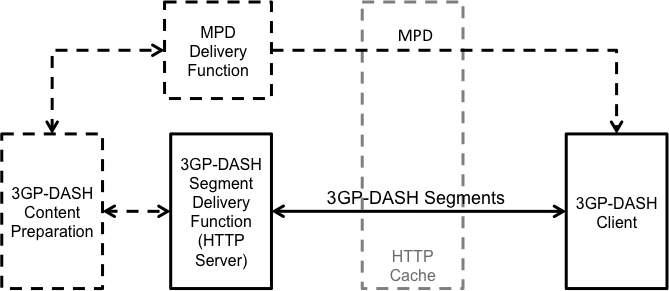 MPD
Delivery
Function
MPD
3GP-DASH
Content
Preparation
3GP-DASH
Segment
Delivery
Function
(HTTP
Server)
3GP-DASH Segments
HTTP
Cache
3GP-DASH
Client